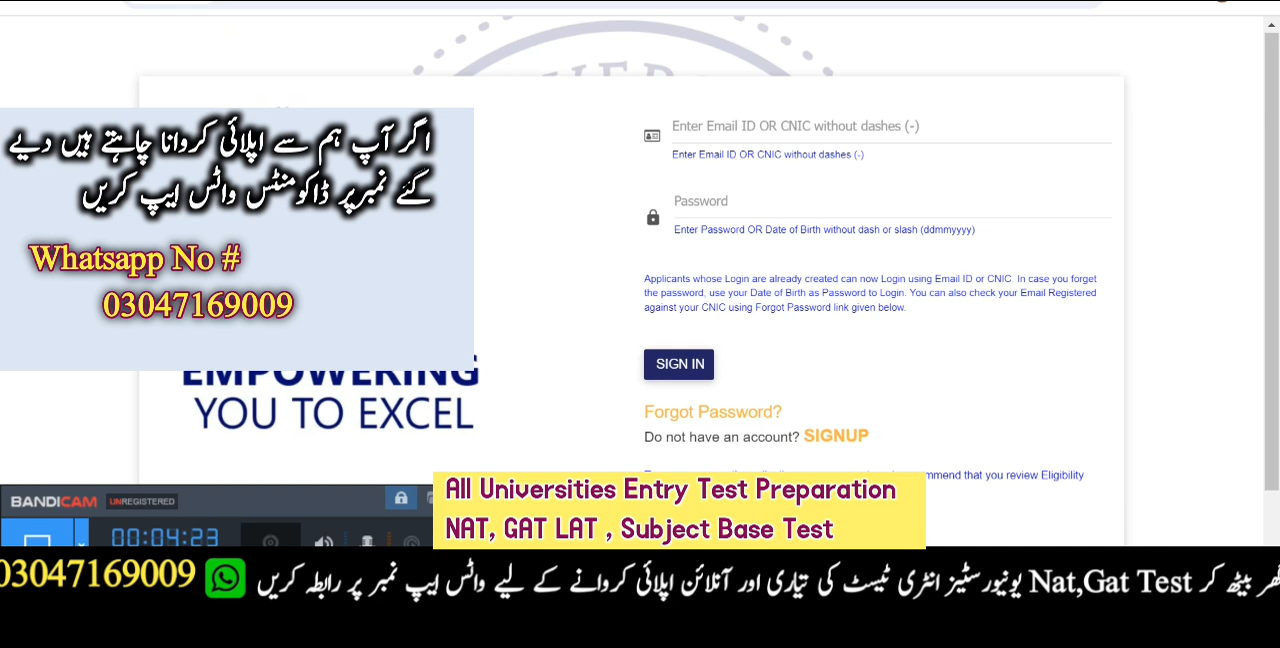 اگر آپ ہم سے اپلائی کروانا چاہتے ہیں دیے
گئے نمبرپر ڈاکومنٹس واٹس ایپ کریں
Whatsapp No #
03047169009
EMPOWERING
YOU TO EXCEL
Enter Email ID OR CNIC without dashes (-)
Enter Email ID OR CNIC without dashes (-)
Password
Enter Password OR Date of Birth without dash or slash (ddmmyyyy)
Applicants whose Login are already created can now Login using Email ID or CNIC. In case you forget
the password, use your Date of Birth as Password to Login. You can also check your Email Registered
against your CNIC using Forgot Password link given below.
SIGN IN
Forgot Password?
Do not have an account? SIGNUP
that you review Eligibility
BANDICAM UNREGISTERED
00:04:23
All Universities Entry Test Preparation
NAT, GAT LAT , Subject Base Test
گھر بیٹھ کر Nat,Gat Test یونیورسٹیز انٹری ٹیسٹ کی تیاری اور آنلائن اپلائی کروانے کے لیے واٹس ایپ نمبر پر رابطہ کریں 03047169009